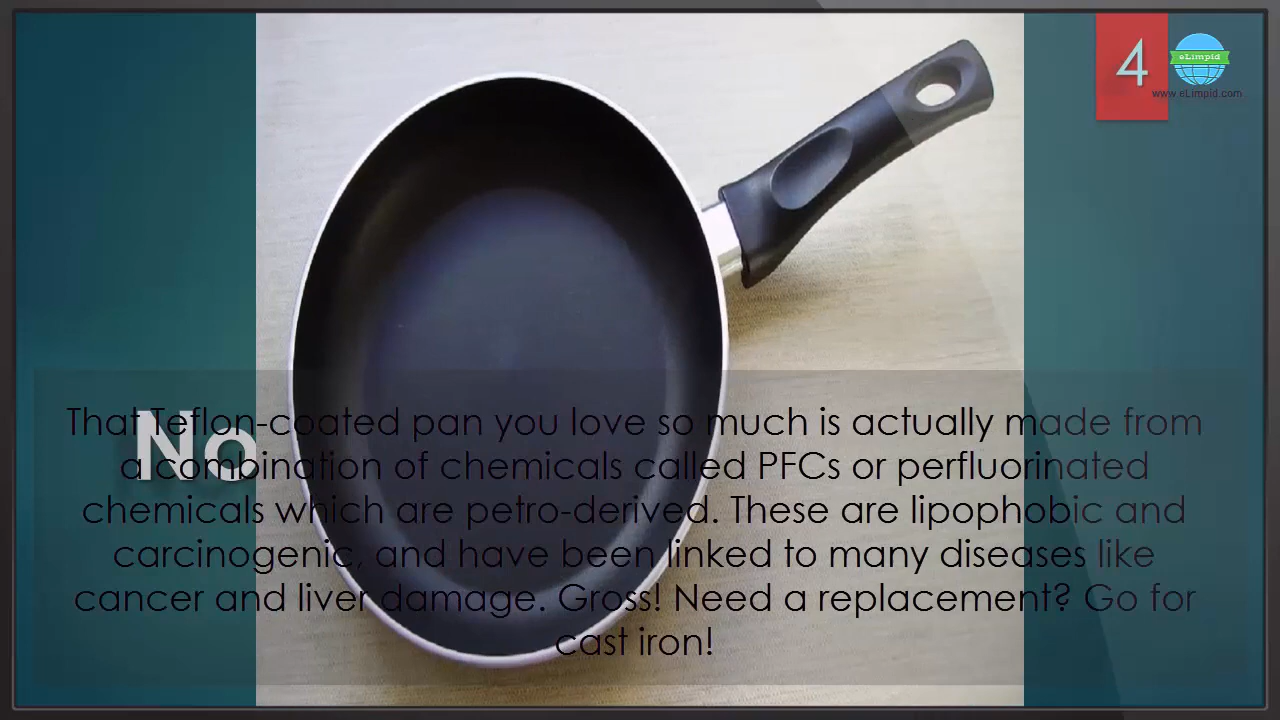 4
eLimpid
www.eLimpid.com
No
That Teflon-coated pan you love so much is actually made from
a combination of chemicals called PFCs or perfluorinated
chemicals which are petro-derived. These are lipophobic and
carcinogenic, and have been linked to many diseases like
cancer and liver damage. Gross! Need a replacement? Go for
cast iron!